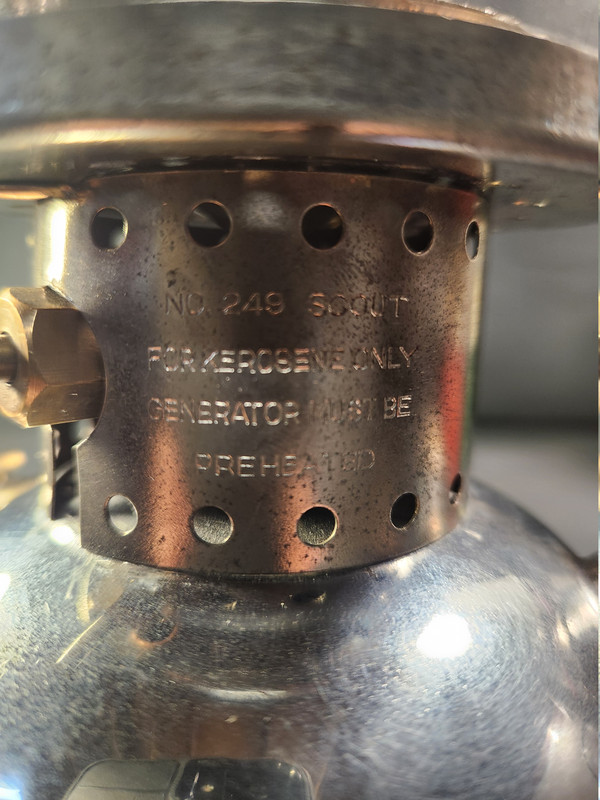 NO. 249 SCOUT
FOR KEROSENE ONLY
GENERATOR MUST BE
PREHEATED